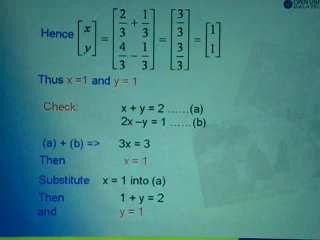 Hence [x y] = [2/3 + 1/3 4/3 − 1/3] = [3/3 3/3] = [1 1]
Thus x =1 and y = 1
Check: x + y = 2 ......(a)
2x –y = 1 ......(b)
(a) + (b) => 3x = 3
Then x = 1
Substitute x = 1 into (a)
Then 1 + y = 2
and y = 1